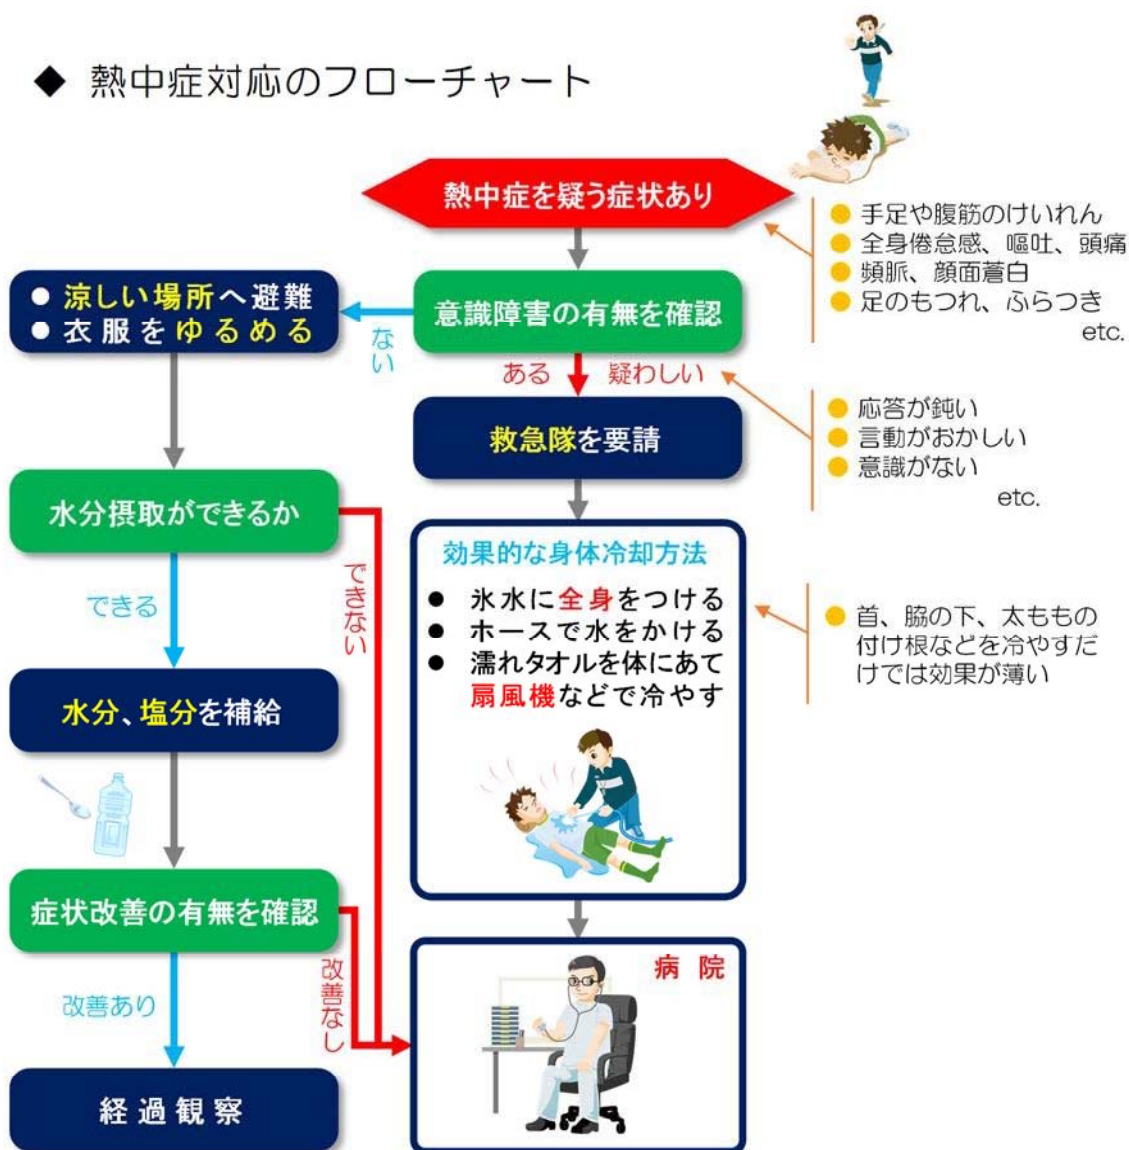 ◆ 熱中症対応のフローチャート
熱中症を疑う症状あり
● 手足や腹筋のけいれん
● 全身倦怠感、嘔吐、頭痛
● 頻脈、顔面蒼白
● 足のもつれ、ふらつき
etc.
意識障害の有無を確認
ない
● 涼しい場所へ避難
● 衣服をゆるめる
ある 疑わしい
● 応答が鈍い
● 言動がおかしい
● 意識がない
etc.
救急隊を要請
水分摂取ができるか
できる
できない
効果的な身体冷却方法
● 氷水に全身をつける
● ホースで水をかける
● 濡れタオルを体にあて
扇風機などで冷やす
● 首、脇の下、太ももの
付け根などを冷やすだ
けでは効果が薄い
水分、塩分を補給
症状改善の有無を確認
改善あり
改善なし
病院
経過観察